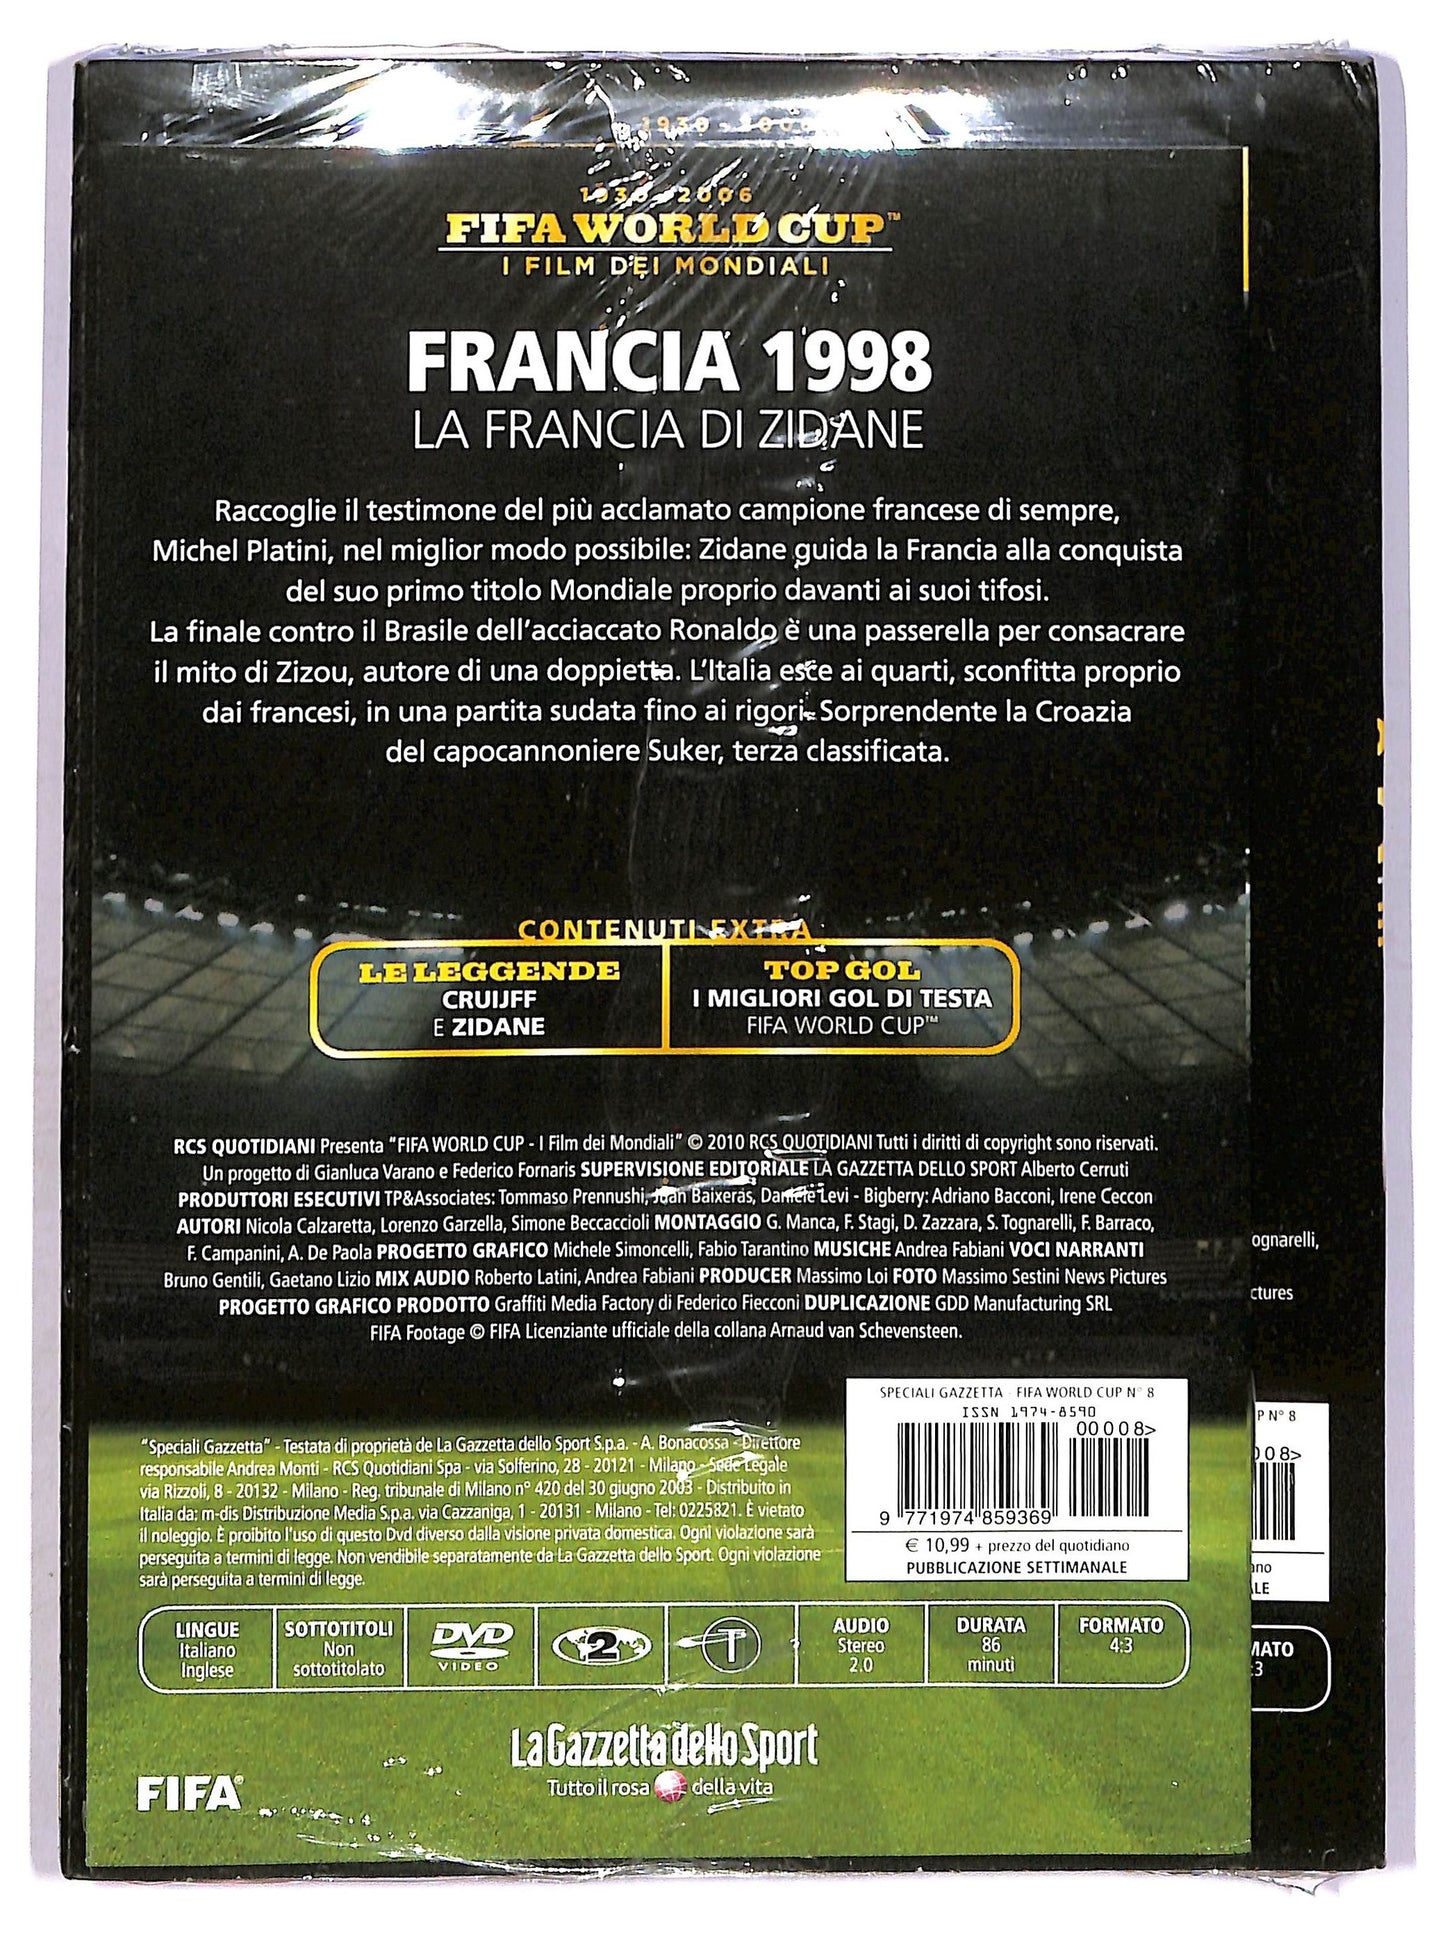 1930 - 2006
1930 - 2006
FIFA WORLD CUP™
I FILM DEI MONDIALI
FRANCIA 1998
LA FRANCIA DI ZIDANE
Raccoglie il testimone del più acclamato campione francese di sempre,
Michel Platini, nel miglior modo possibile: Zidane guida la Francia alla conquista
del suo primo titolo Mondiale proprio davanti ai suoi tifosi.
La finale contro il Brasile dell'acciaccato Ronaldo è una passerella per consacrare
il mito di Zizou, autore di una doppietta. L'Italia esce ai quarti, sconfitta proprio
dai francesi, in una partita sudata fino ai rigori. Sorprendente la Croazia
del capocannoniere Suker, terza classificata.
CONTENUTI EXTRA
LE LEGGENDE
CRUIJFF
E ZIDANE
TOP GOL
I MIGLIORI GOL DI TESTA
FIFA WORLD CUP™
RCS QUOTIDIANI Presenta "FIFA WORLD CUP - I Film dei Mondiali" © 2010 RCS QUOTIDIANI Tutti i diritti di copyright sono riservati.
Un progetto di Gianluca Varano e Federico Fornaris SUPERVISIONE EDITORIALE LA GAZZETTA DELLO SPORT Alberto Cerruti
PRODUTTORI ESECUTIVI TP&Associates: Tommaso Prennushi, Juan Baixeras, Daniele Levi - Bigberry: Adriano Bacconi, Irene Ceccon
AUTORI Nicola Calzaretta, Lorenzo Garzella, Simone Beccaccioli MONTAGGIO G. Manca, F. Stagi, D. Zazzara, S. Tognarelli, F. Barraco,
F. Campanini, A. De Paola PROGETTO GRAFICO Michele Simoncelli, Fabio Tarantino MUSICHE Andrea Fabiani VOCI NARRANTI
Bruno Gentili, Gaetano Lizio MIX AUDIO Roberto Latini, Andrea Fabiani PRODUCER Massimo Loi FOTO Massimo Sestini News Pictures
PROGETTO GRAFICO PRODOTTO Graffiti Media Factory di Federico Fiecconi DUPLICAZIONE GDD Manufacturing SRL
FIFA Footage © FIFA Licenziante ufficiale della collana Arnaud van Schevensteen.
ognarelli,
ctures
"Speciali Gazzetta" - Testata di proprietà de La Gazzetta dello Sport S.p.a. - A. Bonacossa - Direttore
responsabile Andrea Monti - RCS Quotidiani Spa - via Solferino, 28 - 20121 - Milano - Sede Legale
via Rizzoli, 8 - 20132 - Milano - Reg. tribunale di Milano n° 420 del 30 giugno 2003 - Distribuito in
Italia da: m-dis Distribuzione Media S.p.a. via Cazzaniga, 1 - 20131 - Milano - Tel: 0225821. È vietato
il noleggio. È proibito l'uso di questo Dvd diverso dalla visione privata domestica. Ogni violazione sarà
perseguita a termini di legge. Non vendibile separatamente da La Gazzetta dello Sport. Ogni violazione
sarà perseguita a termini di legge.
SPECIALI GAZZETTA - FIFA WORLD CUP N° 8
ISSN 1974-8590
00008>
9 771974 859369
€ 10,99 + prezzo del quotidiano
PUBBLICAZIONE SETTIMANALE
P N° 8
008>
ano
LE
LINGUE
Italiano
Inglese
SOTTOTITOLI
Non
sottotitolato
DVD
VIDEO
2
T
AUDIO
Stereo
2.0
DURATA
86
minuti
FORMATO
4:3
MATO
:3
La Gazzetta dello Sport
Tutto il rosa della vita
FIFA®